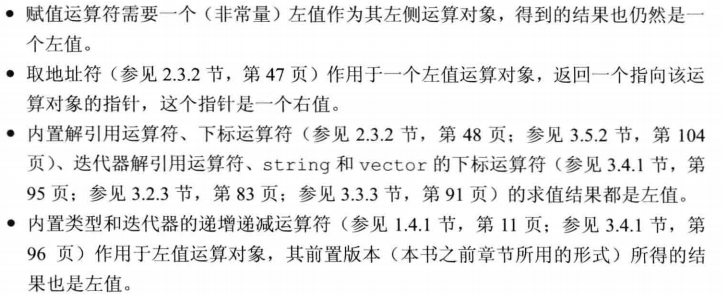 • 赋值运算符需要一个（非常量）左值作为其左侧运算对象，得到的结果也仍然是一
个左值。
• 取地址符（参见 2.3.2 节，第 47 页）作用于一个左值运算对象，返回一个指向该运
算对象的指针，这个指针是一个右值。
• 内置解引用运算符、下标运算符（参见 2.3.2 节，第 48 页；参见 3.5.2 节，第 104
页）、迭代器解引用运算符、string 和 vector 的下标运算符（参见 3.4.1 节，第
95 页；参见 3.2.3 节，第 83 页；参见 3.3.3 节，第 91 页）的求值结果都是左值。
• 内置类型和迭代器的递增递减运算符（参见 1.4.1 节，第 11 页；参见 3.4.1 节，第
96 页）作用于左值运算对象，其前置版本（本书之前章节所用的形式）所得的结
果也是左值。